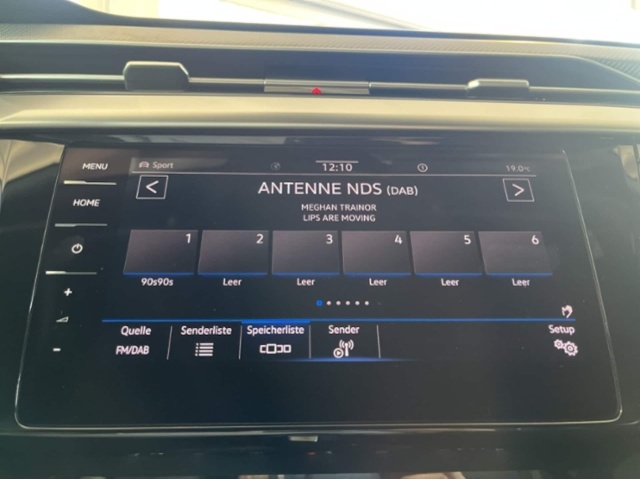 MENU
HOME
+
-
Sport
12:10
19.0°C
<
ANTENNE NDS (DAB)
>
MEGHAN TRAINOR
LIPS ARE MOVING
1 2 3 4 5 6
90s90s Leer Leer Leer Leer Leer
Quelle Senderliste Speicherliste Sender Setup
FM/DAB